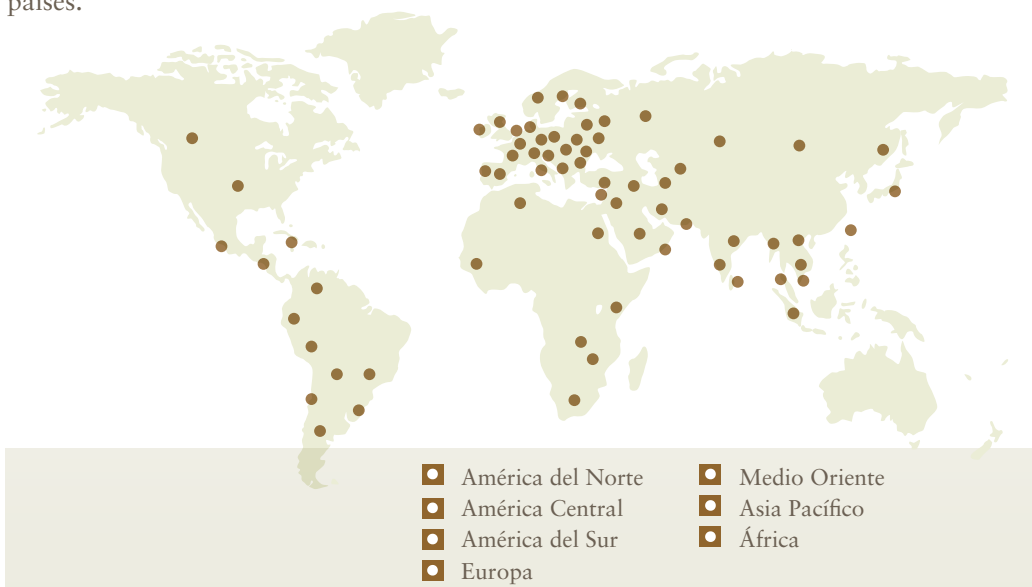 países.
América del Norte
América Central
América del Sur
Europa
Medio Oriente
Asia Pacífico
África